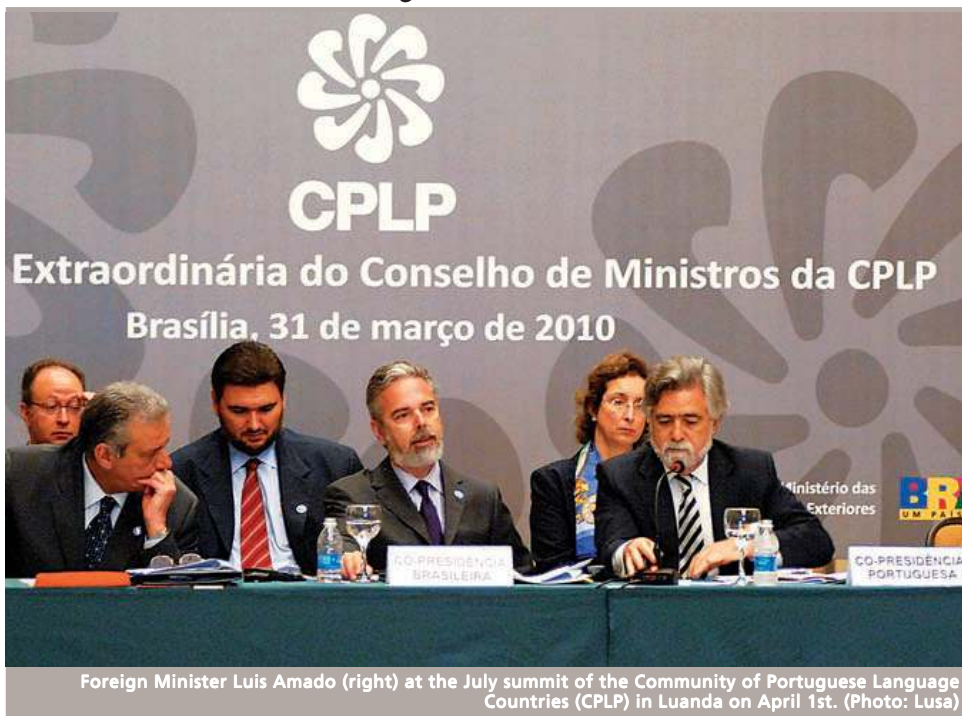 CPLP
Extraordinária do Conselho de Ministros da CPLP
Brasília, 31 de março de 2010
Ministério das
Exteriores
BR
UM PAÍS
CO-PRESIDÊNCIA
BRASILEIRA
CO-PRESIDÊNCIA
PORTUGUESA
Foreign Minister Luis Amado (right) at the July summit of the Community of Portuguese Language
Countries (CPLP) in Luanda on April 1st. (Photo: Lusa)